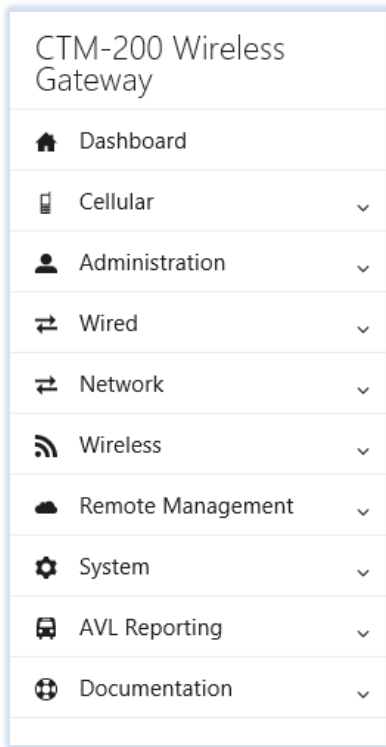 CTM-200 Wireless
Gateway
Dashboard
Cellular
Administration
Wired
Network
Wireless
Remote Management
System
AVL Reporting
Documentation